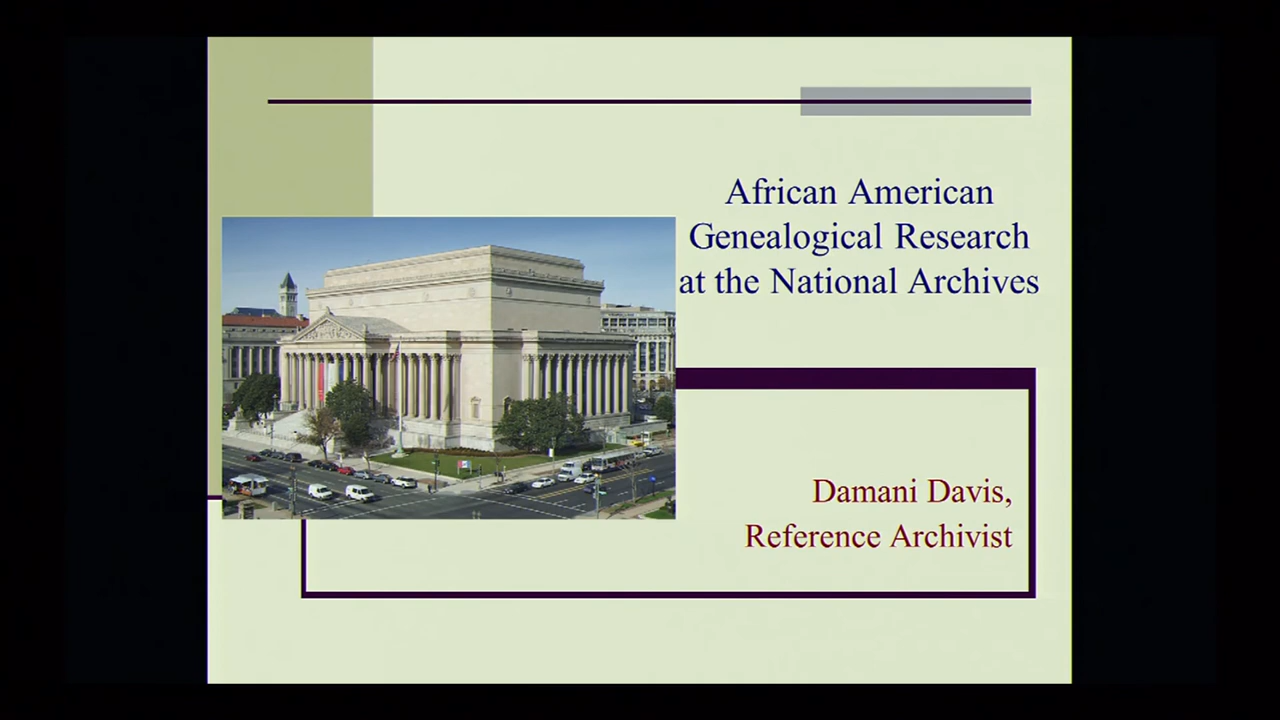 African American
Genealogical Research
at the National Archives
Damani Davis,
Reference Archivist